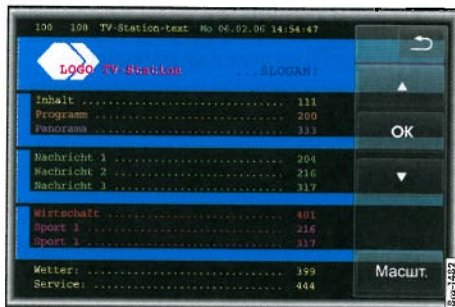 100 100 TV-Station-text Mo 06.02.06 14:54:47
LOGO TV-Station ...SLOGAN!
Inhalt 111
Programm 200
Panorama 333
OK
Nachricht 1 204
Nachricht 2 216
Nachricht 3 317
Wirtschaft 401
Sport 1 216
Sport 1 317
Wetter: 399
Service: 444
Масшт.